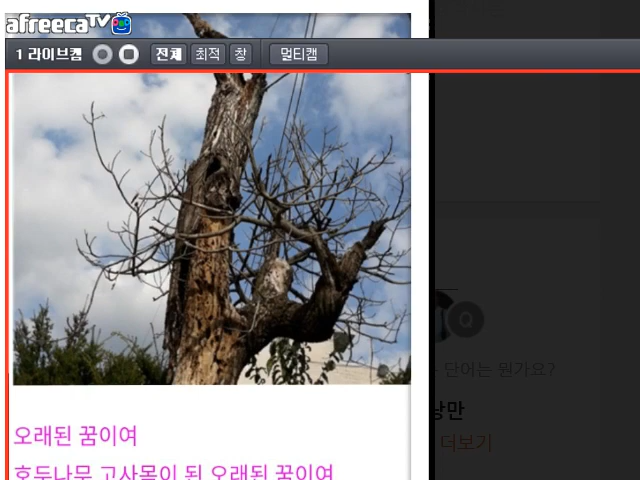 afreecaTV
1 라이브캠 전체 최적 창 멀티캠
Q
단어는 뭔가요?
더보기
오래된 꿈이여
호두나무 고사목이 된 오래된 꿈이여